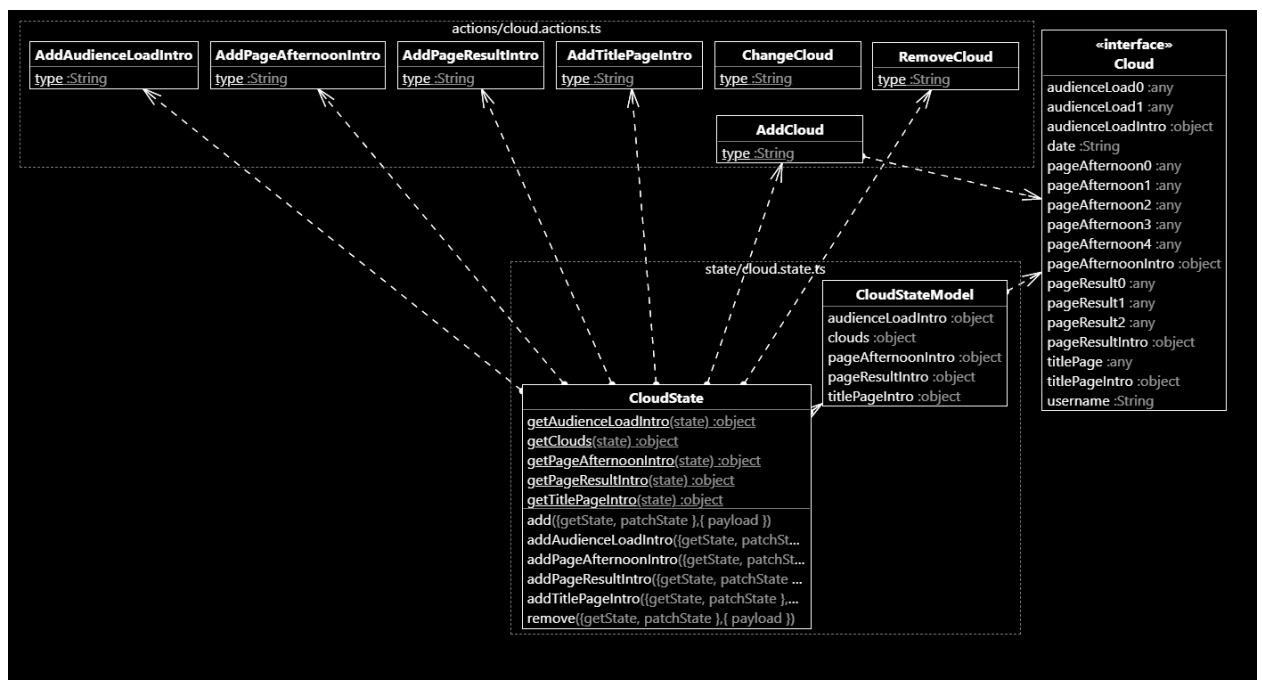 actions/cloud.actions.ts
AddAudienceLoadIntro
type :String
AddPageAfternoonIntro
type :String
AddPageResultIntro
type :String
AddTitlePageIntro
type :String
ChangeCloud
type :String
RemoveCloud
type :String
AddCloud
type :String
«interface»
Cloud
audienceLoad0 :any
audienceLoad1 :any
audienceLoadIntro :object
date :String
pageAfternoon0 :any
pageAfternoon1 :any
pageAfternoon2 :any
pageAfternoon3 :any
pageAfternoon4 :any
pageAfternoonIntro :object
pageResult0 :any
pageResult1 :any
pageResult2 :any
pageResultIntro :object
titlePage :any
titlePageIntro :object
username :String
state/cloud.state.ts
CloudStateModel
audienceLoadIntro :object
clouds :object
pageAfternoonIntro :object
pageResultIntro :object
titlePageIntro :object
CloudState
getAudienceLoadIntro(state) :object
getClouds(state) :object
getPageAfternoonIntro(state) :object
getPageResultIntro(state) :object
getTitlePageIntro(state) :object
add({getState, patchState },{ payload })
addAudienceLoadIntro({getState, patchSt...
addPageAfternoonIntro({getState, patchSt...
addPageResultIntro({getState, patchState ...
addTitlePageIntro({getState, patchState },...
remove({getState, patchState },{ payload })